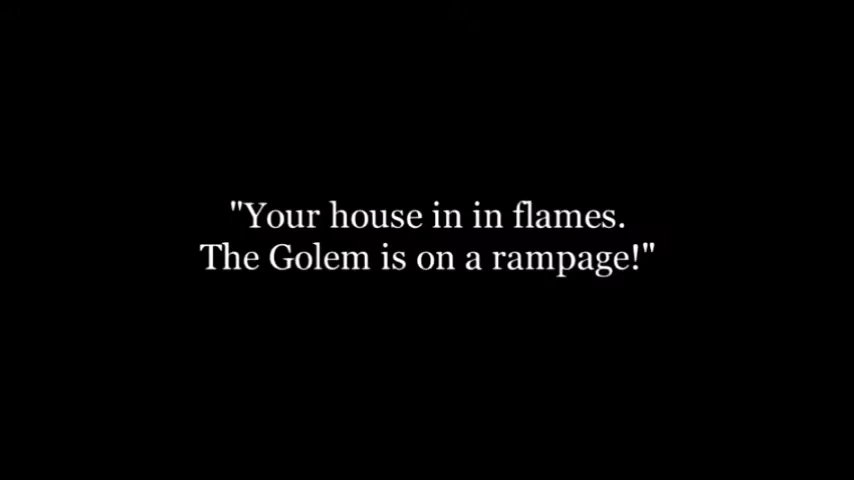 "Your house in in flames.
The Golem is on a rampage!"